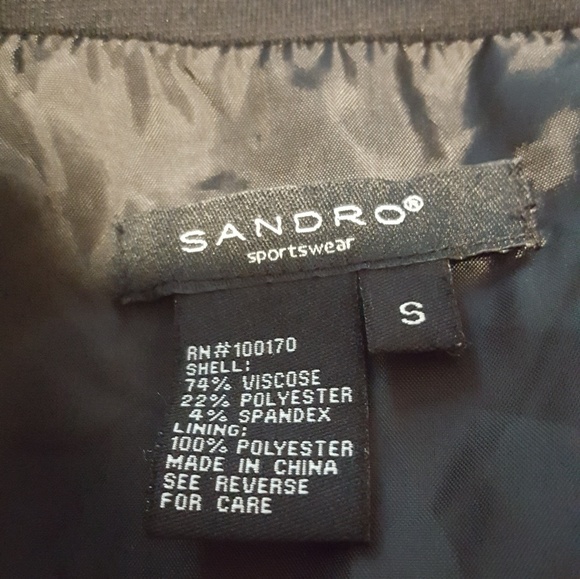 SANDRO®
sportswear
S
RN#100170
SHELL:
74% VISCOSE
22% POLYESTER
4% SPANDEX
LINING:
100% POLYESTER
MADE IN CHINA
SEE REVERSE
FOR CARE